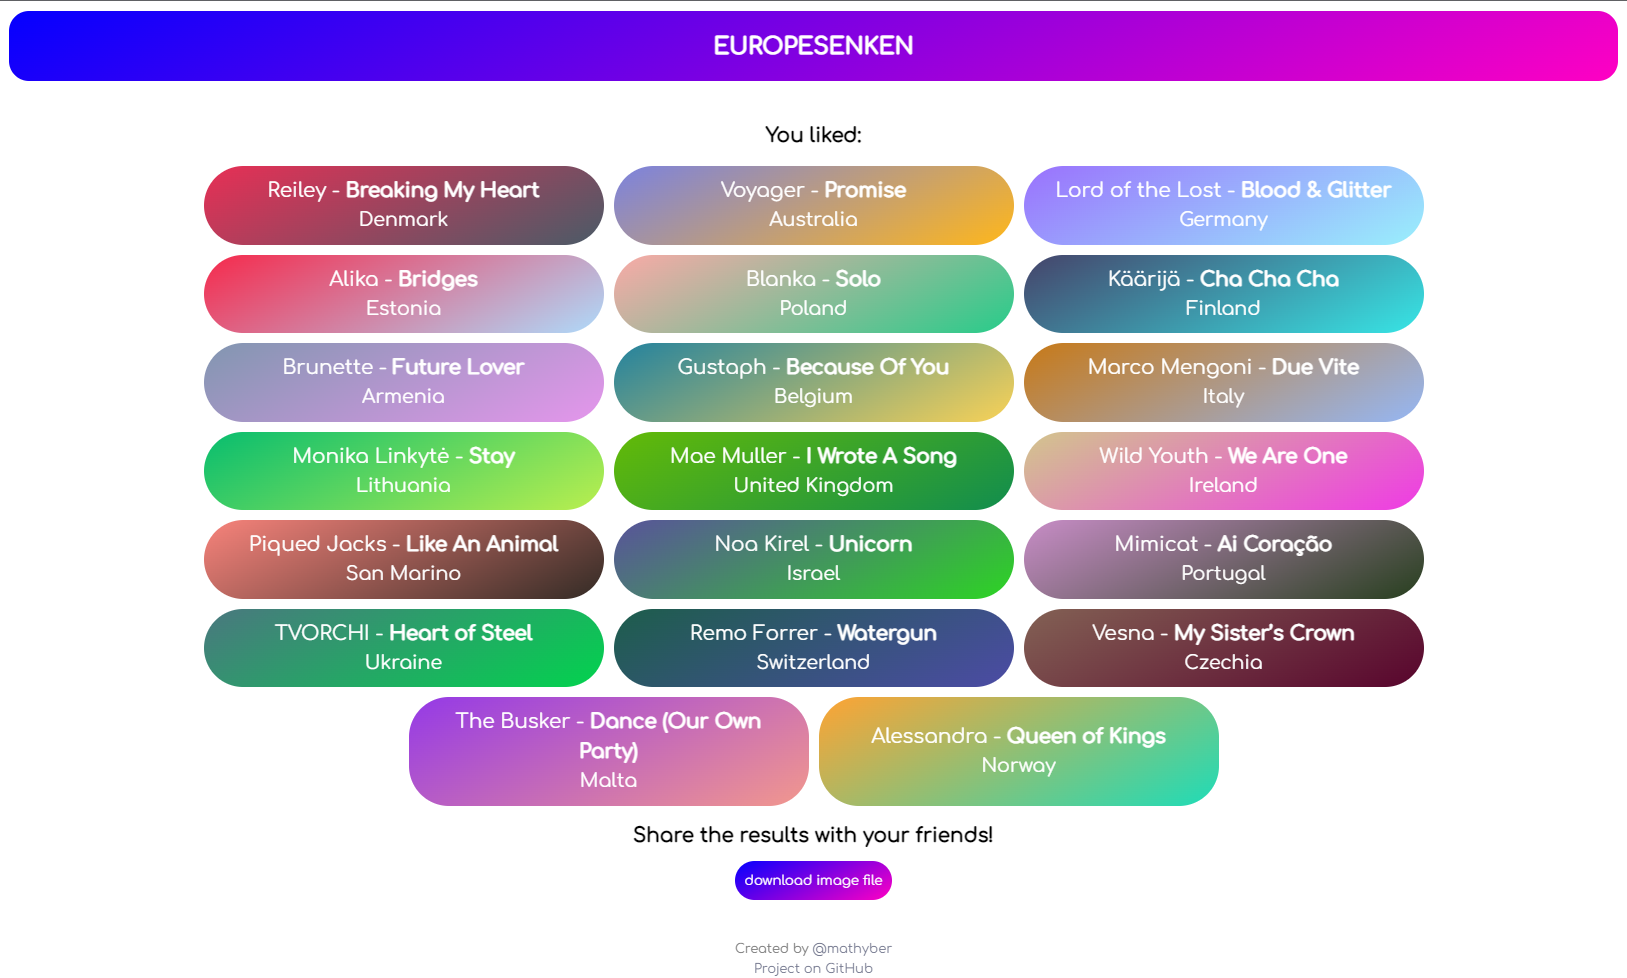 EUROPESENKEN
You liked:
Reiley - Breaking My Heart
Denmark
Voyager - Promise
Australia
Lord of the Lost - Blood & Glitter
Germany
Alika - Bridges
Estonia
Blanka - Solo
Poland
Käärijä - Cha Cha Cha
Finland
Brunette - Future Lover
Armenia
Gustaph - Because Of You
Belgium
Marco Mengoni - Due Vite
Italy
Monika Linkytė - Stay
Lithuania
Mae Muller - I Wrote A Song
United Kingdom
Wild Youth - We Are One
Ireland
Piqued Jacks - Like An Animal
San Marino
Noa Kirel - Unicorn
Israel
Mimicat - Ai Coração
Portugal
TVORCHI - Heart of Steel
Ukraine
Remo Forrer - Watergun
Switzerland
Vesna - My Sister’s Crown
Czechia
The Busker - Dance (Our Own
Party)
Malta
Alessandra - Queen of Kings
Norway
Share the results with your friends!
download image file
Created by @mathyber
Project on GitHub